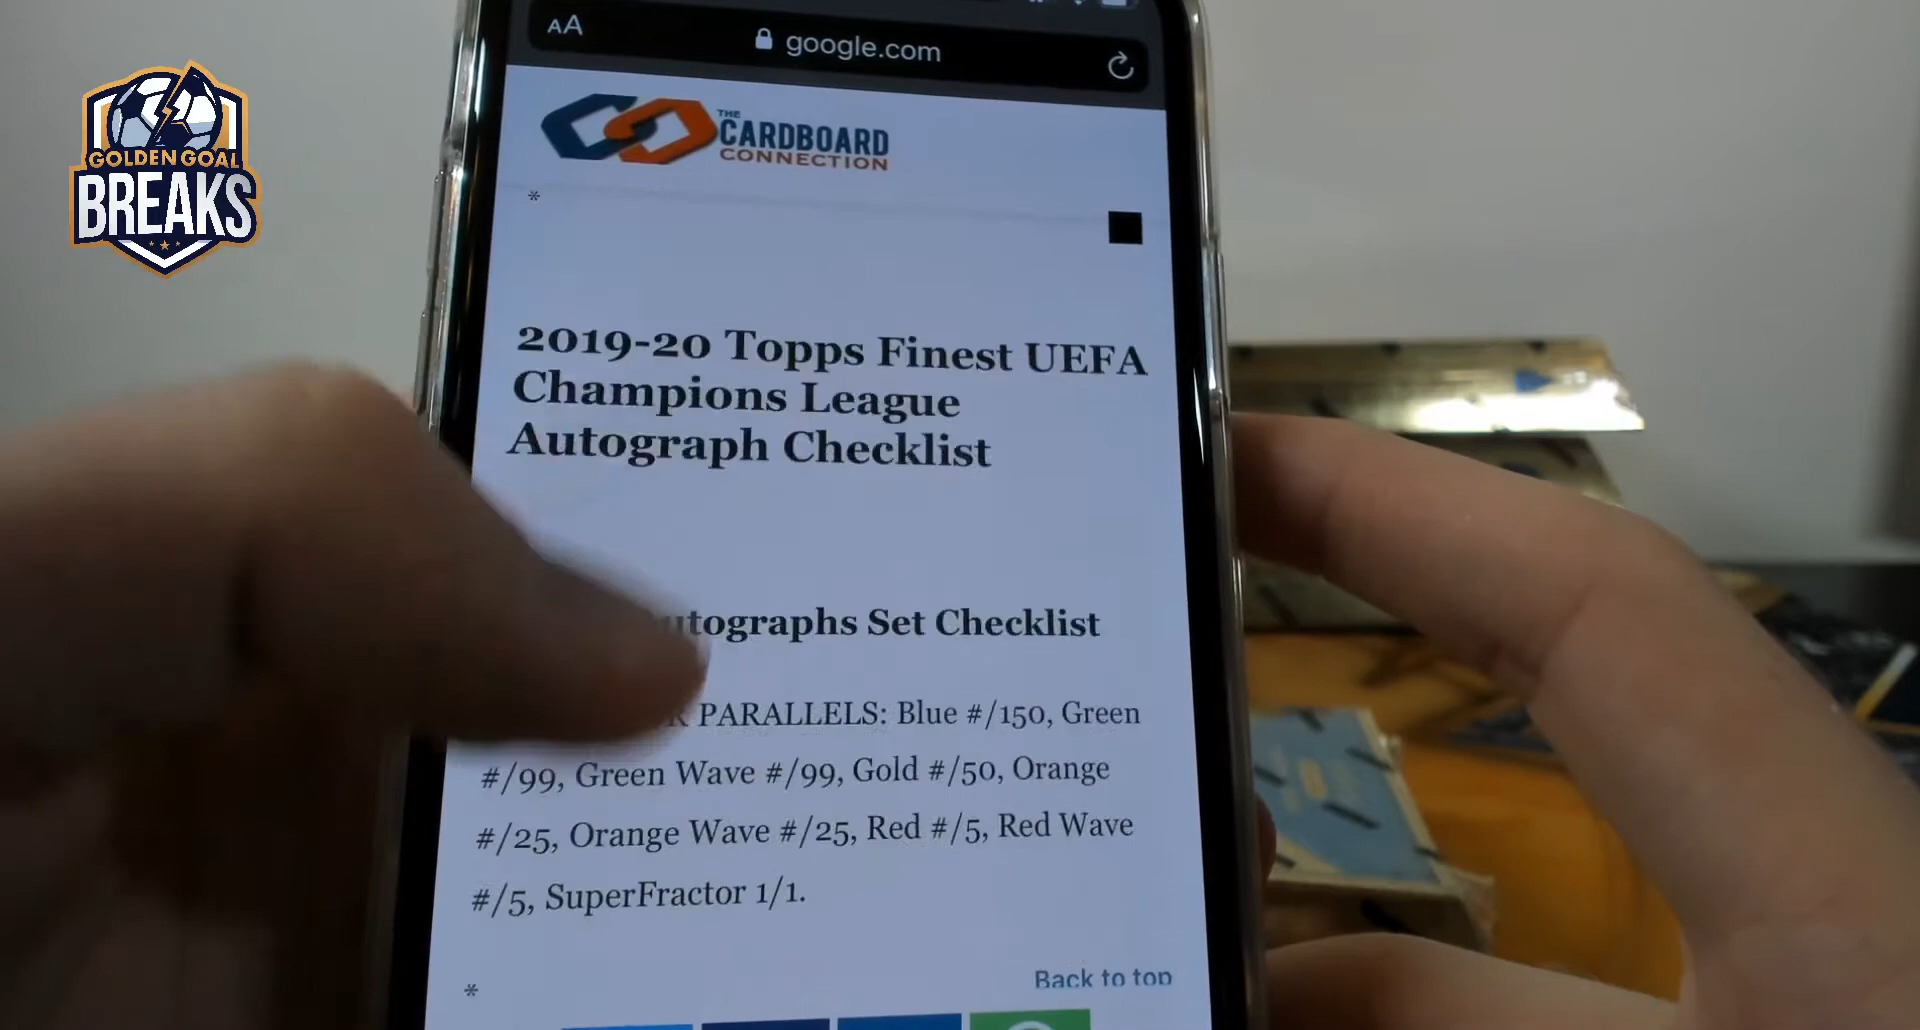 AA google.com
GOLDEN GOAL
BREAKS
THE
CARDBOARD
CONNECTION
*
2019-20 Topps Finest UEFA
Champions League
Autograph Checklist
Set Checklist
PARALLELS: Blue #/150, Green
#/99, Green Wave #/99, Gold #/50, Orange
#/25, Orange Wave #/25, Red #/5, Red Wave
#/5, SuperFractor 1/1.
*
Back to top